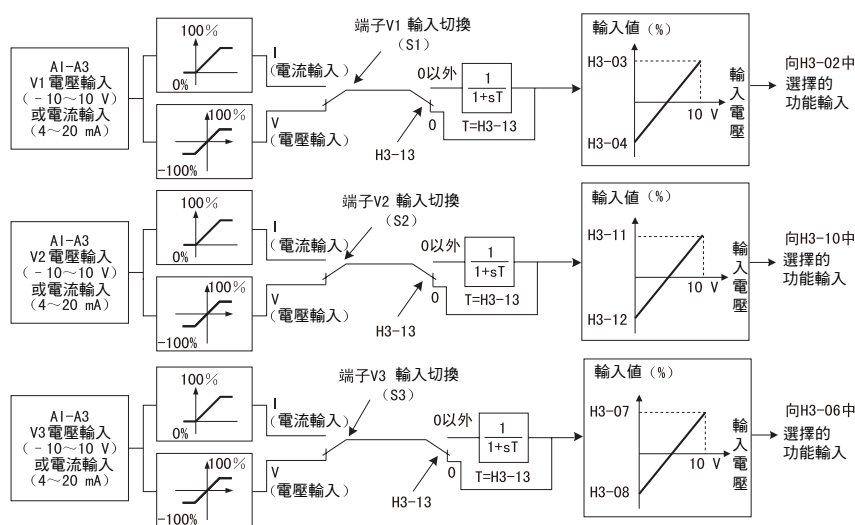 AI-A3
V1電壓輸入
(-10～10 V)
或電流輸入
(4～20 mA)
100%
0%
100%
-100%
I
(電流輸入)
V
(電壓輸入)
端子V1 輸入切換
(S1)
H3-13
0以外
0
1
1+sT
T=H3-13
輸入值 (%)
H3-03
H3-04
10 V
輸入電壓
向H3-02中
選擇的
功能輸入
AI-A3
V2電壓輸入
(-10～10 V)
或電流輸入
(4～20 mA)
100%
0%
100%
-100%
I
(電流輸入)
V
(電壓輸入)
端子V2 輸入切換
(S2)
H3-13
0以外
0
1
1+sT
T=H3-13
輸入值 (%)
H3-11
H3-12
10 V
輸入電壓
向H3-10中
選擇的
功能輸入
AI-A3
V3電壓輸入
(-10～10 V)
或電流輸入
(4～20 mA)
100%
0%
100%
-100%
I
(電流輸入)
V
(電壓輸入)
端子V3 輸入切換
(S3)
H3-13
0以外
0
1
1+sT
T=H3-13
輸入值 (%)
H3-07
H3-08
10 V
輸入電壓
向H3-06中
選擇的
功能輸入